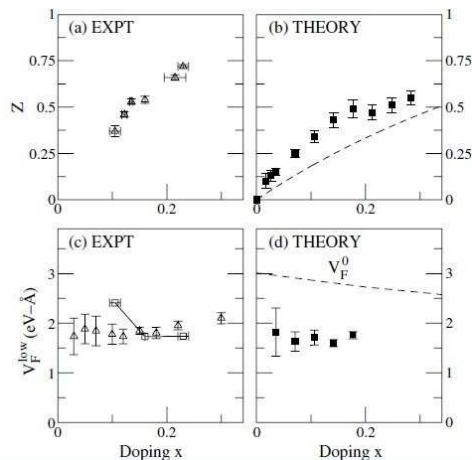 (a) EXPT
(b) THEORY
1
0.75
0.5
0.25
0
Z
1
0.75
0.5
0.25
0
0
0.2
0
0.2
(c) EXPT
(d) THEORY
V_F^0
3
2
1
0
V_F^low (eV–Å)
3
2
1
0
0
0.2
0
0.2
Doping x
Doping x